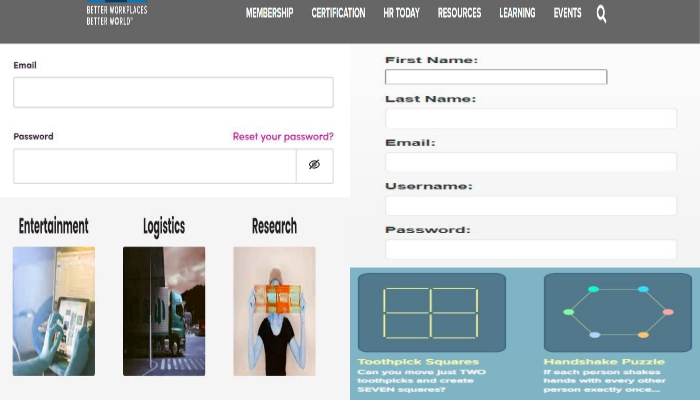 BETTER WORKPLACES
BETTER WORLD™
MEMBERSHIP CERTIFICATION HR TODAY RESOURCES LEARNING EVENTS
Email
Password Reset your password?
First Name:
Last Name:
Email:
Username:
Password:
Entertainment Logistics Research
Toothpick Squares
Can you move just TWO
toothpicks and create
SEVEN squares?
Handshake Puzzle
If each person shakes
hands with every other
person exactly once...